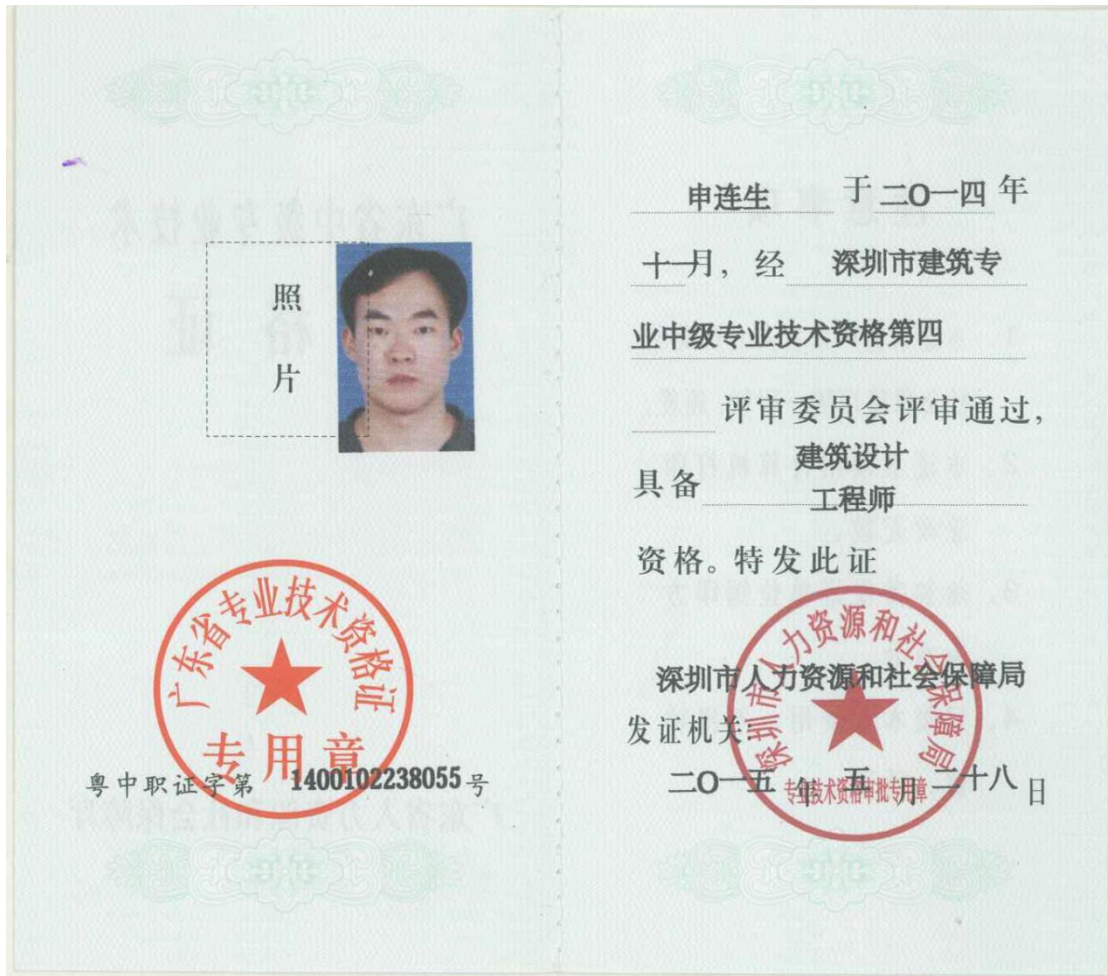 照
片
广东省专业技术资格证
专用章
粤中职证字第 1400102238055 号
申连生 于 二〇一四 年
十一月，经 深圳市建筑专
业中级专业技术资格第四
评审委员会评审通过，
建筑设计
具备
工程师
资格。特发此证
深圳市人力资源和社会保障局
深圳市人力资源和社会保障局
发证机关：
二〇一五 年 五 月 二十八 日
专业技术资格审批专用章